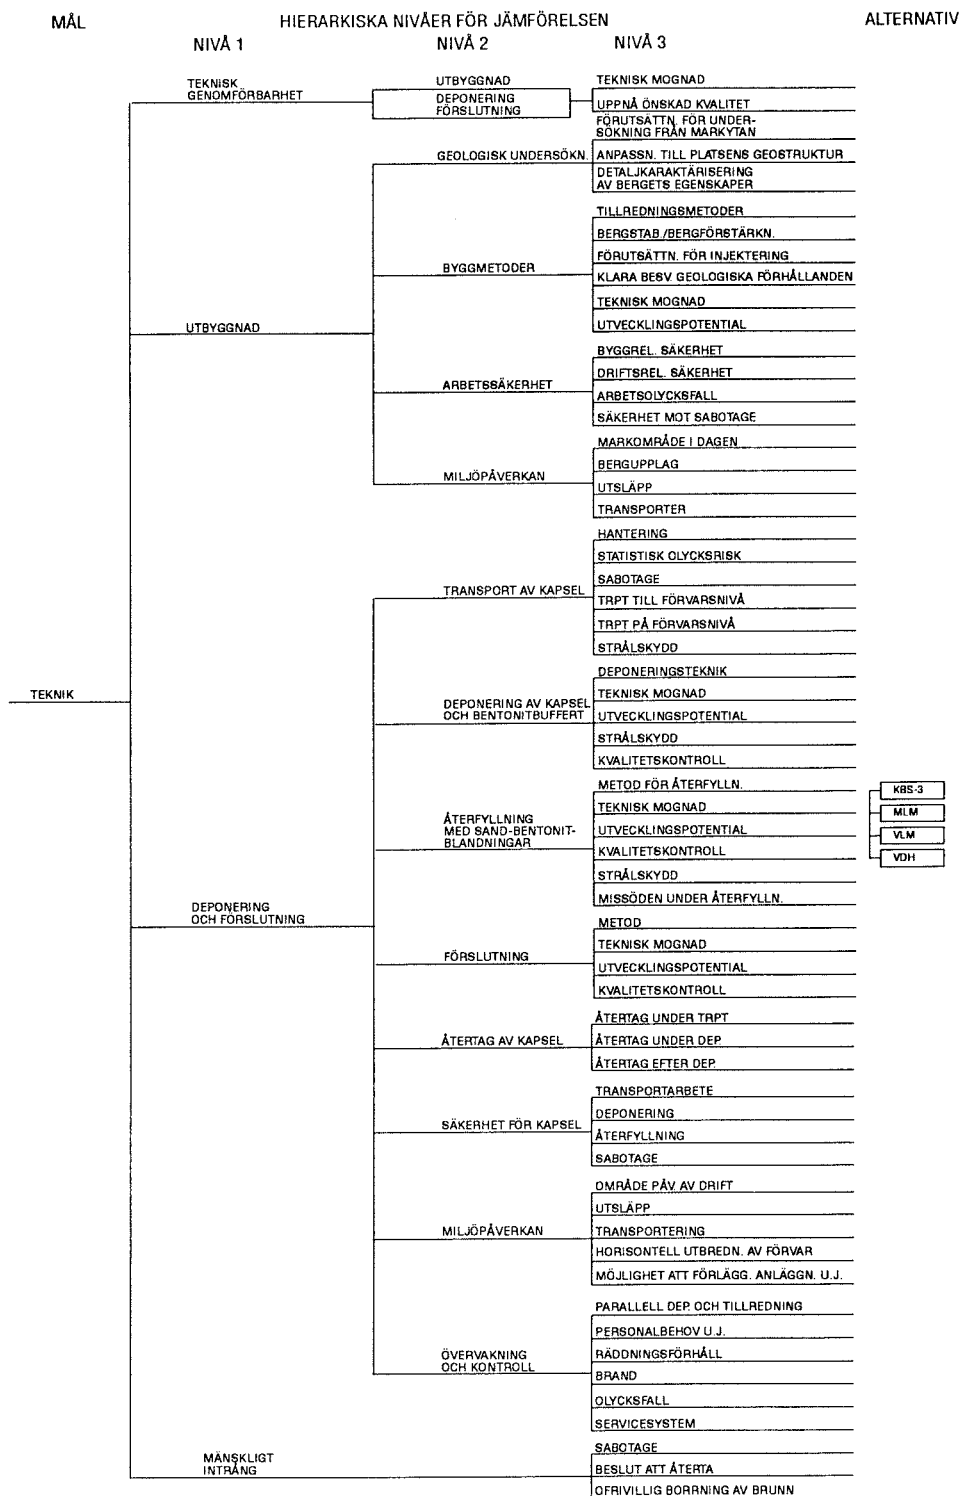 MÅL
HIERARKISKA NIVÅER FÖR JÄMFÖRELSEN
ALTERNATIV
NIVÅ 1
NIVÅ 2
NIVÅ 3
TEKNISK
GENOMFÖRBARHET
UTBYGGNAD
DEPONERING
FÖRSLUTNING
TEKNISK MOGNAD
UPPNÅ ÖNSKAD KVALITET
FÖRUTSÄTTN. FÖR UNDER-
SÖKNING FRÅN MARKYTAN
GEOLOGISK UNDERSÖKN.
ANPASSN. TILL PLATSENS GEOSTRUKTUR
DETALJKARAKTÄRISERING
AV BERGETS EGENSKAPER
TILLREDNINGSMETODER
BERGSTAB./BERGFÖRSTÄRKN.
FÖRUTSÄTTN. FÖR INJEKTERING
BYGGMETODER
KLARA BESV. GEOLOGISKA FÖRHÅLLANDEN
TEKNISK MOGNAD
UTVECKLINGSPOTENTIAL
UTBYGGNAD
BYGGREL. SÄKERHET
DRIFTSREL. SÄKERHET
ARBETSSÄKERHET
ARBETSOLYCKSFALL
SÄKERHET MOT SABOTAGE
MARKOMRÅDE I DAGEN
BERGUPPLAG
MILJÖPÅVERKAN
UTSLÄPP
TRANSPORTER
HANTERING
STATISTISK OLYCKSRISK
SABOTAGE
TRANSPORT AV KAPSEL
TRPT TILL FÖRVARSNIVÅ
TRPT PÅ FÖRVARSNIVÅ
STRÅLSKYDD
TEKNIK
DEPONERINGSTEKNIK
TEKNISK MOGNAD
DEPONERING AV KAPSEL
OCH BENTONITBUFFERT
UTVECKLINGSPOTENTIAL
STRÅLSKYDD
KVALITETSKONTROLL
METOD FÖR ÅTERFYLLN.
TEKNISK MOGNAD
ÅTERFYLLNING
MED SAND-BENTONIT-
BLANDNINGAR
UTVECKLINGSPOTENTIAL
KVALITETSKONTROLL
STRÅLSKYDD
MISSÖDEN UNDER ÅTERFYLLN.
KBS-3
MLM
VLM
VDH
DEPONERING
OCH FÖRSLUTNING
METOD
TEKNISK MOGNAD
FÖRSLUTNING
UTVECKLINGSPOTENTIAL
KVALITETSKONTROLL
ÅTERTAG UNDER TRPT
ÅTERTAG AV KAPSEL
ÅTERTAG UNDER DEP.
ÅTERTAG EFTER DEP.
TRANSPORTARBETE
DEPONERING
SÄKERHET FÖR KAPSEL
ÅTERFYLLNING
SABOTAGE
OMRÅDE PÅV. AV DRIFT
UTSLÄPP
MILJÖPÅVERKAN
TRANSPORTERING
HORISONTELL UTBREDN. AV FÖRVAR
MÖJLIGHET ATT FÖRLÄGG. ANLÄGGN. U.J.
PARALLELL DEP. OCH TILLREDNING
PERSONALBEHOV U.J.
ÖVERVAKNING
OCH KONTROLL
RÄDDNINGSFÖRHÅLL
BRAND
OLYCKSFALL
SERVICESYSTEM
MÄNSKLIGT
INTRÅNG
SABOTAGE
BESLUT ATT ÅTERTA
OFRIVILLIG BORRNING AV BRUNN